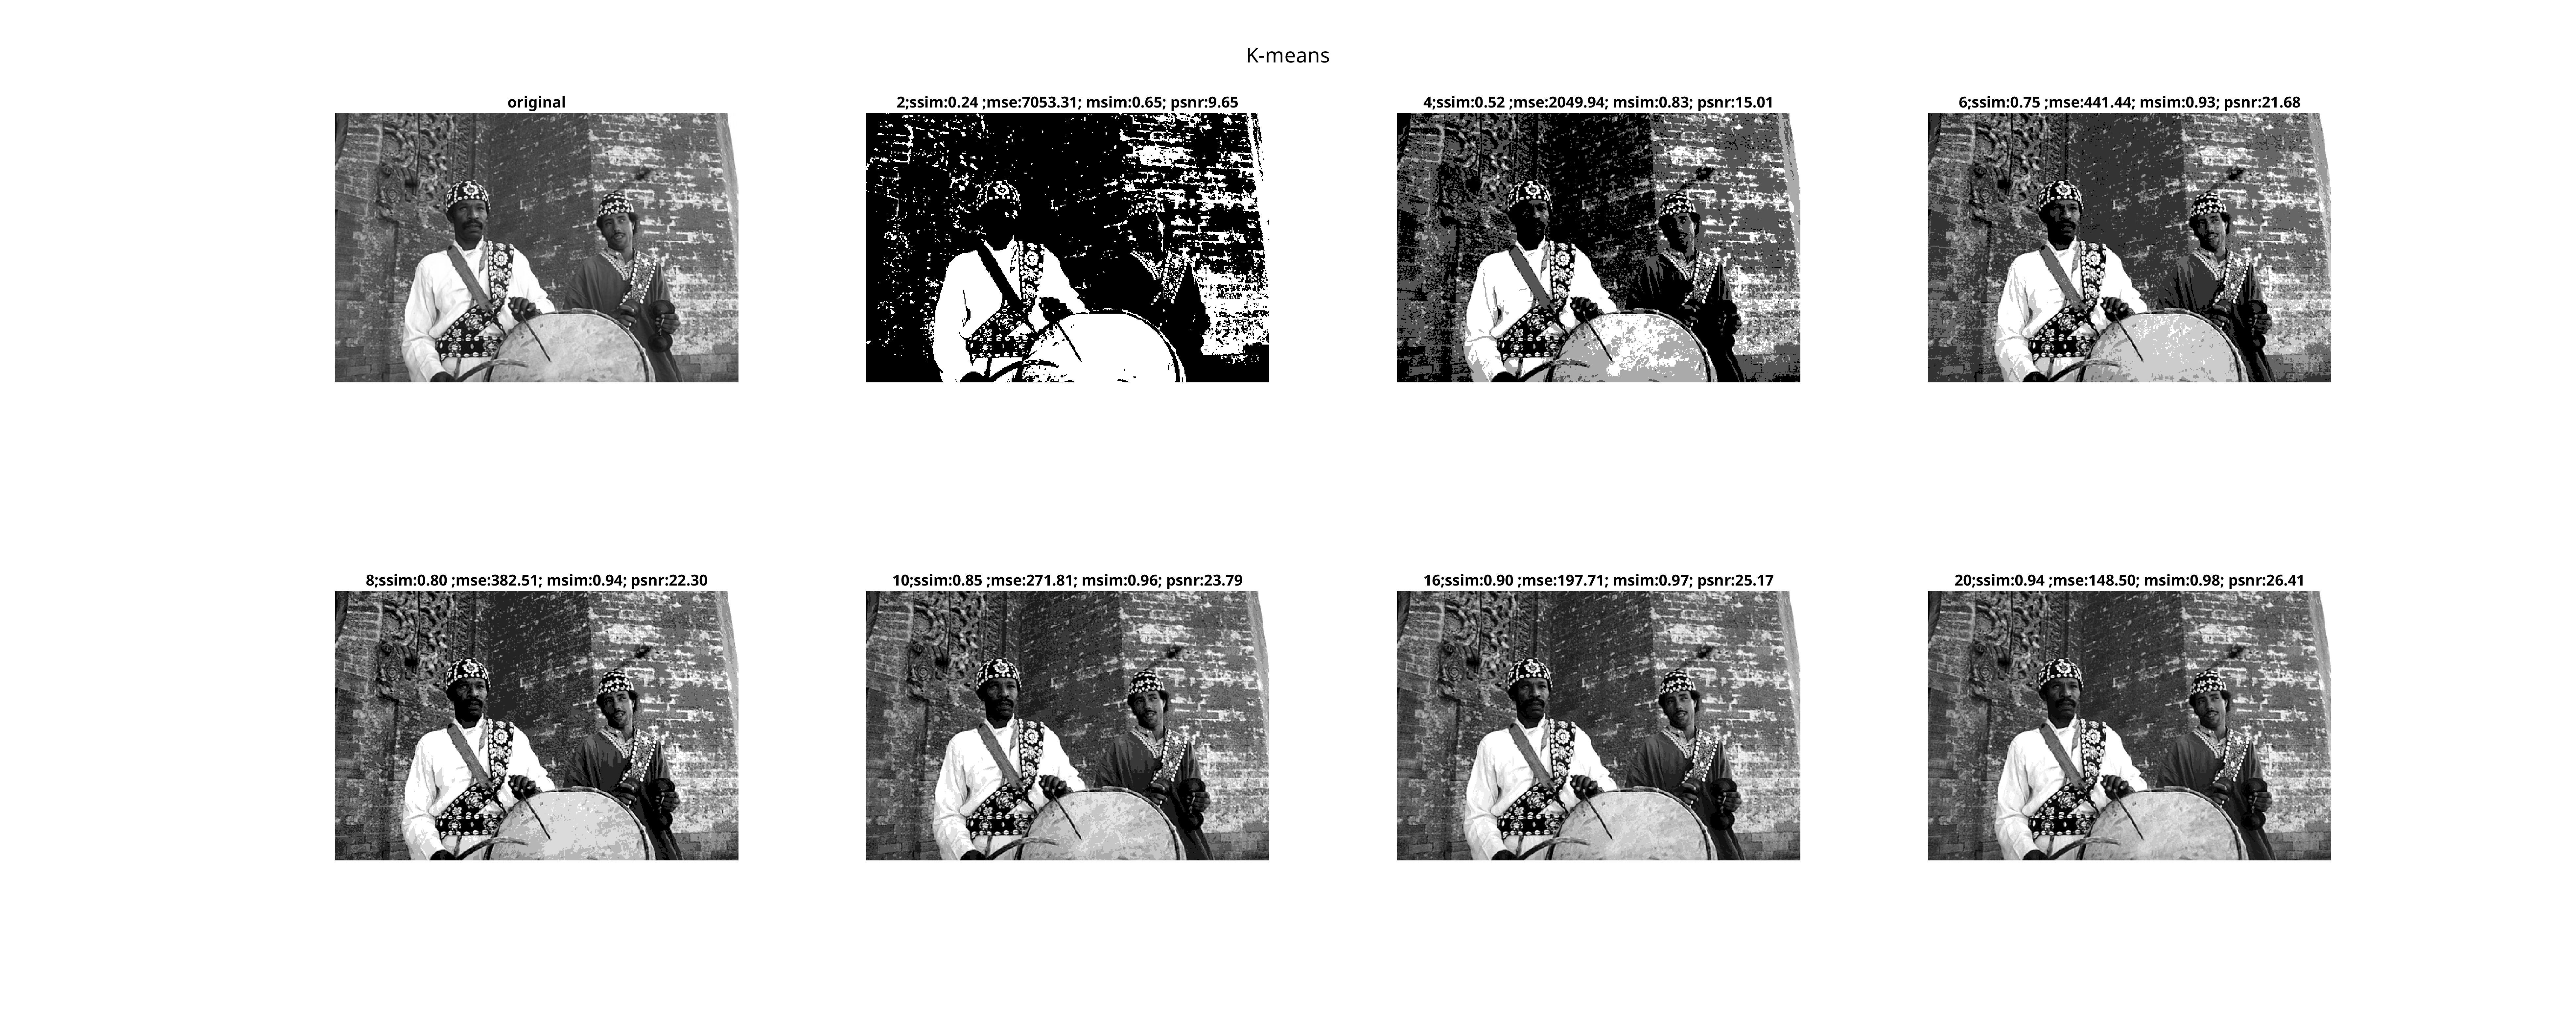 K-means
original
2;ssim:0.24 ;mse:7053.31; msim:0.65; psnr:9.65
4;ssim:0.52 ;mse:2049.94; msim:0.83; psnr:15.01
6;ssim:0.75 ;mse:441.44; msim:0.93; psnr:21.68
8;ssim:0.80 ;mse:382.51; msim:0.94; psnr:22.30
10;ssim:0.85 ;mse:271.81; msim:0.96; psnr:23.79
16;ssim:0.90 ;mse:197.71; msim:0.97; psnr:25.17
20;ssim:0.94 ;mse:148.50; msim:0.98; psnr:26.41